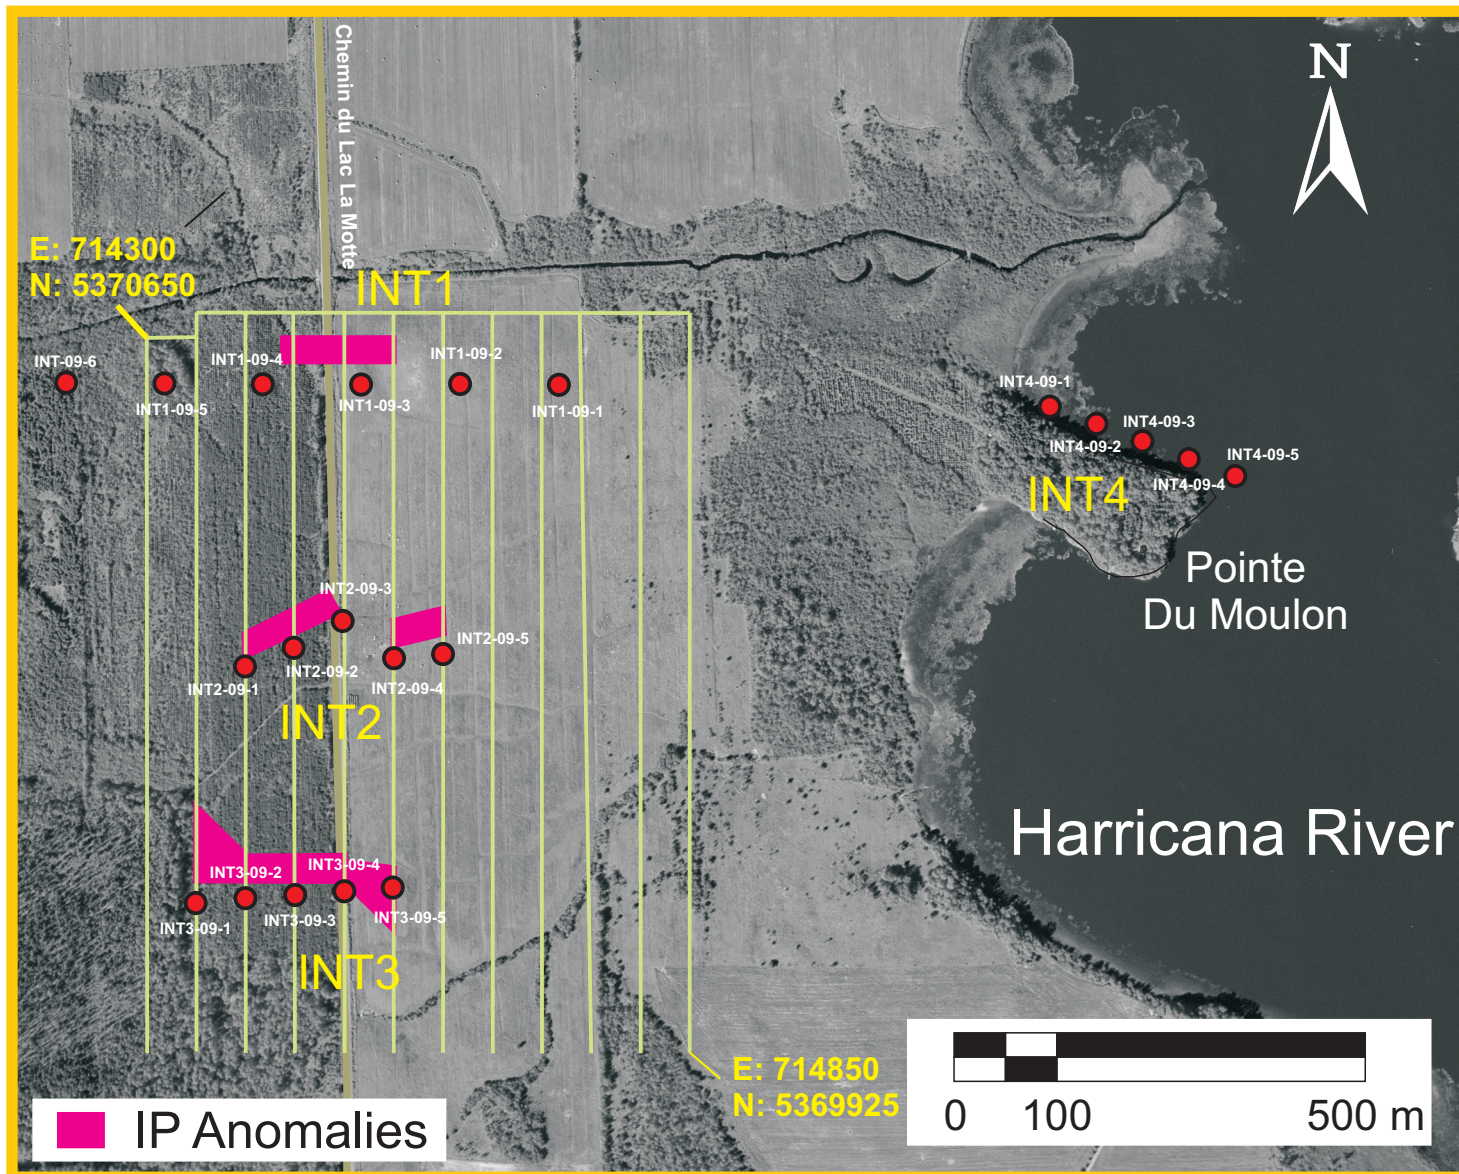 N
Chemin du Lac La Motte
E: 714300
N: 5370650
INT1
INT-09-6
INT1-09-5
INT1-09-4
INT1-09-3
INT1-09-2
INT1-09-1
INT4-09-1
INT4-09-2
INT4-09-3
INT4-09-4
INT4-09-5
INT4
Pointe
Du Moulon
INT2-09-1
INT2-09-2
INT2-09-3
INT2-09-4
INT2-09-5
INT2
Harricana River
INT3-09-1
INT3-09-2
INT3-09-3
INT3-09-4
INT3-09-5
INT3
E: 714850
N: 5369925
0 100 500 m
IP Anomalies